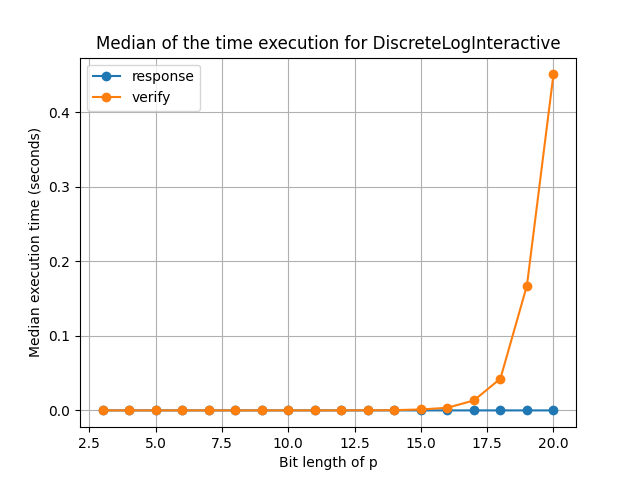 Median of the time execution for DiscreteLogInteractive
response
verify
0.4
0.3
0.2
0.1
0.0
Median execution time (seconds)
2.5 5.0 7.5 10.0 12.5 15.0 17.5 20.0
Bit length of p